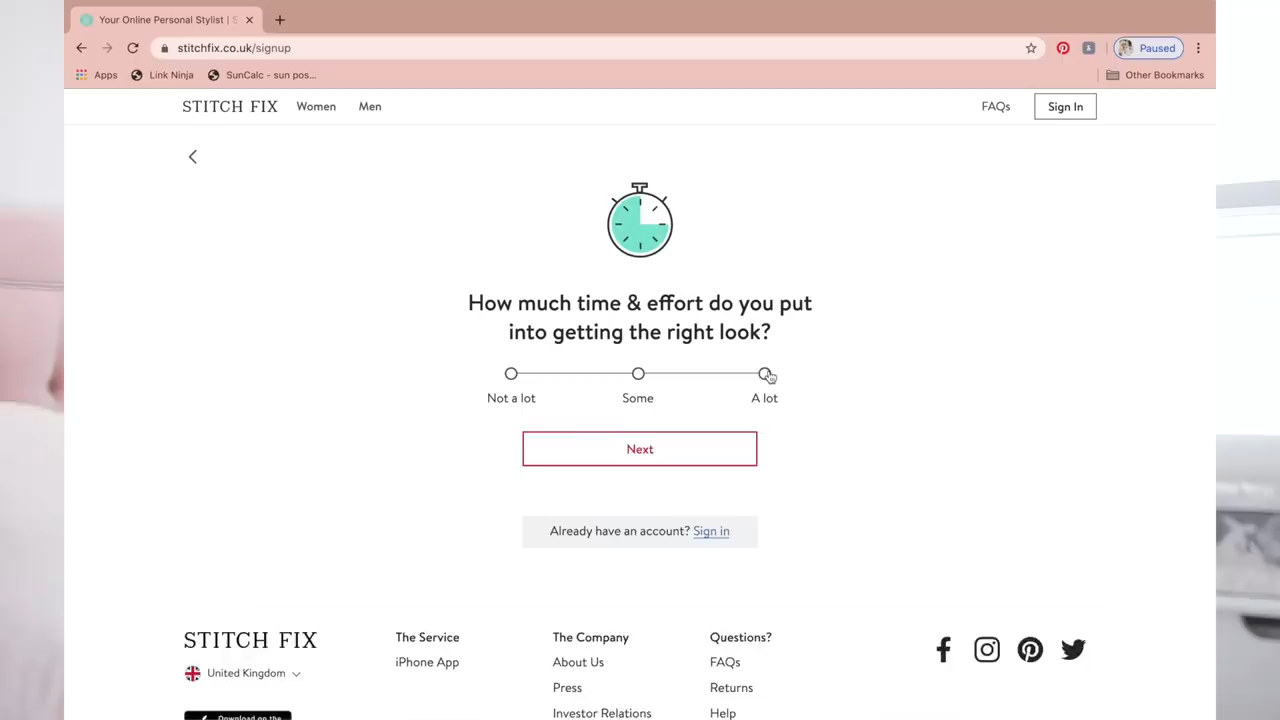 Your Online Personal Stylist | S
stitchfix.co.uk/signup
Paused
Apps
Link Ninja
SunCalc - sun pos...
Other Bookmarks
STITCH FIX
Women
Men
FAQs
Sign In
How much time & effort do you put
into getting the right look?
Not a lot
Some
A lot
Next
Already have an account? Sign in
STITCH FIX
United Kingdom
Download on the
The Service
iPhone App
The Company
About Us
Press
Investor Relations
Questions?
FAQs
Returns
Help